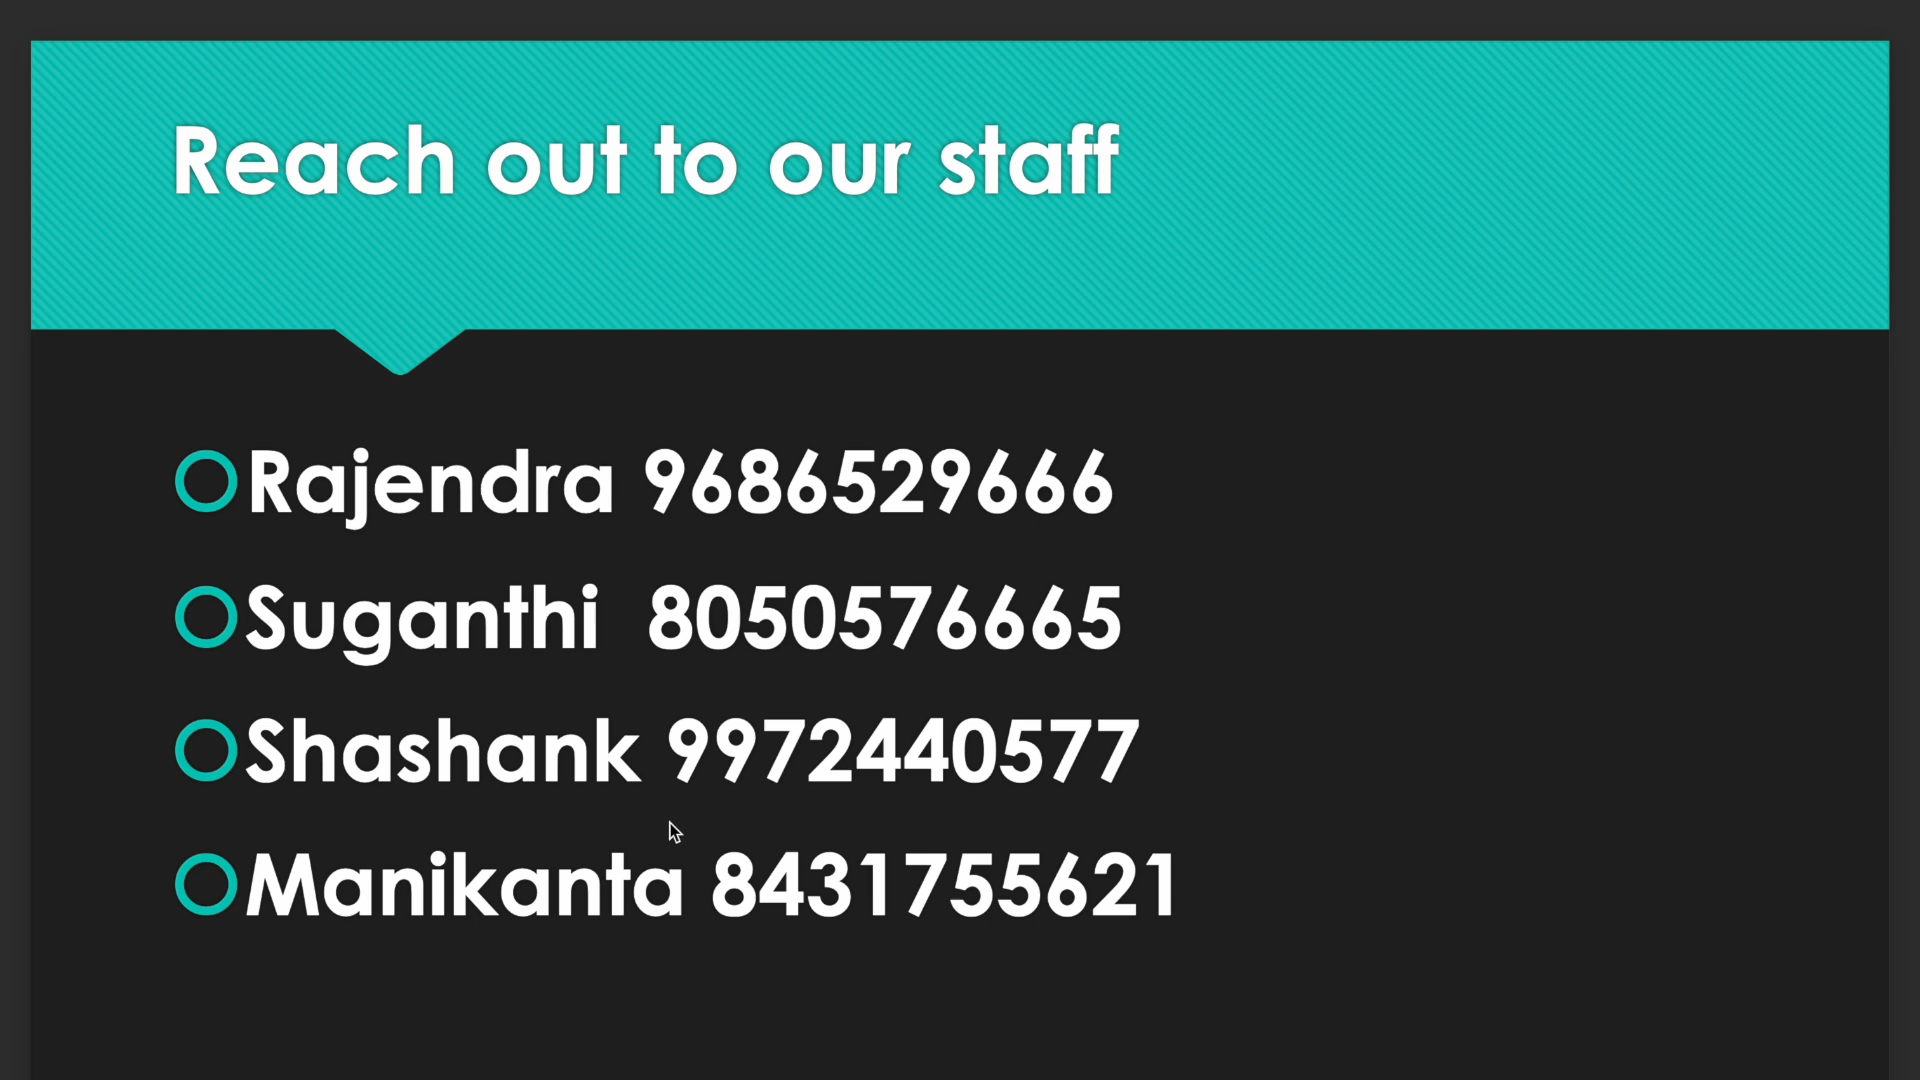 Reach out to our staff
Rajendra 9686529666
Suganthi 8050576665
Shashank 9972440577
Manikanta 8431755621